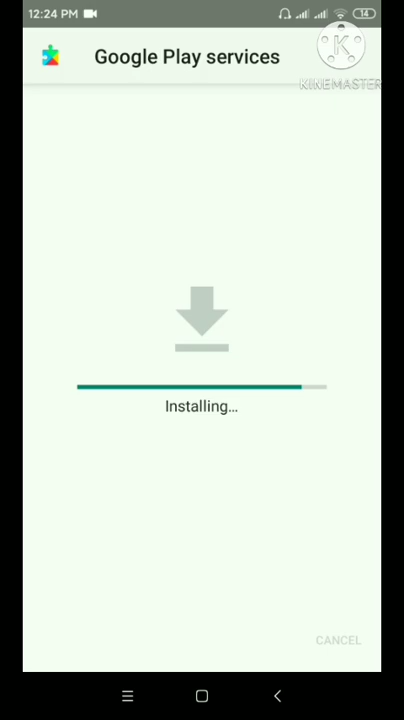 12:24 PM 14
Google Play services
K
KINEMASTER
Installing...
CANCEL